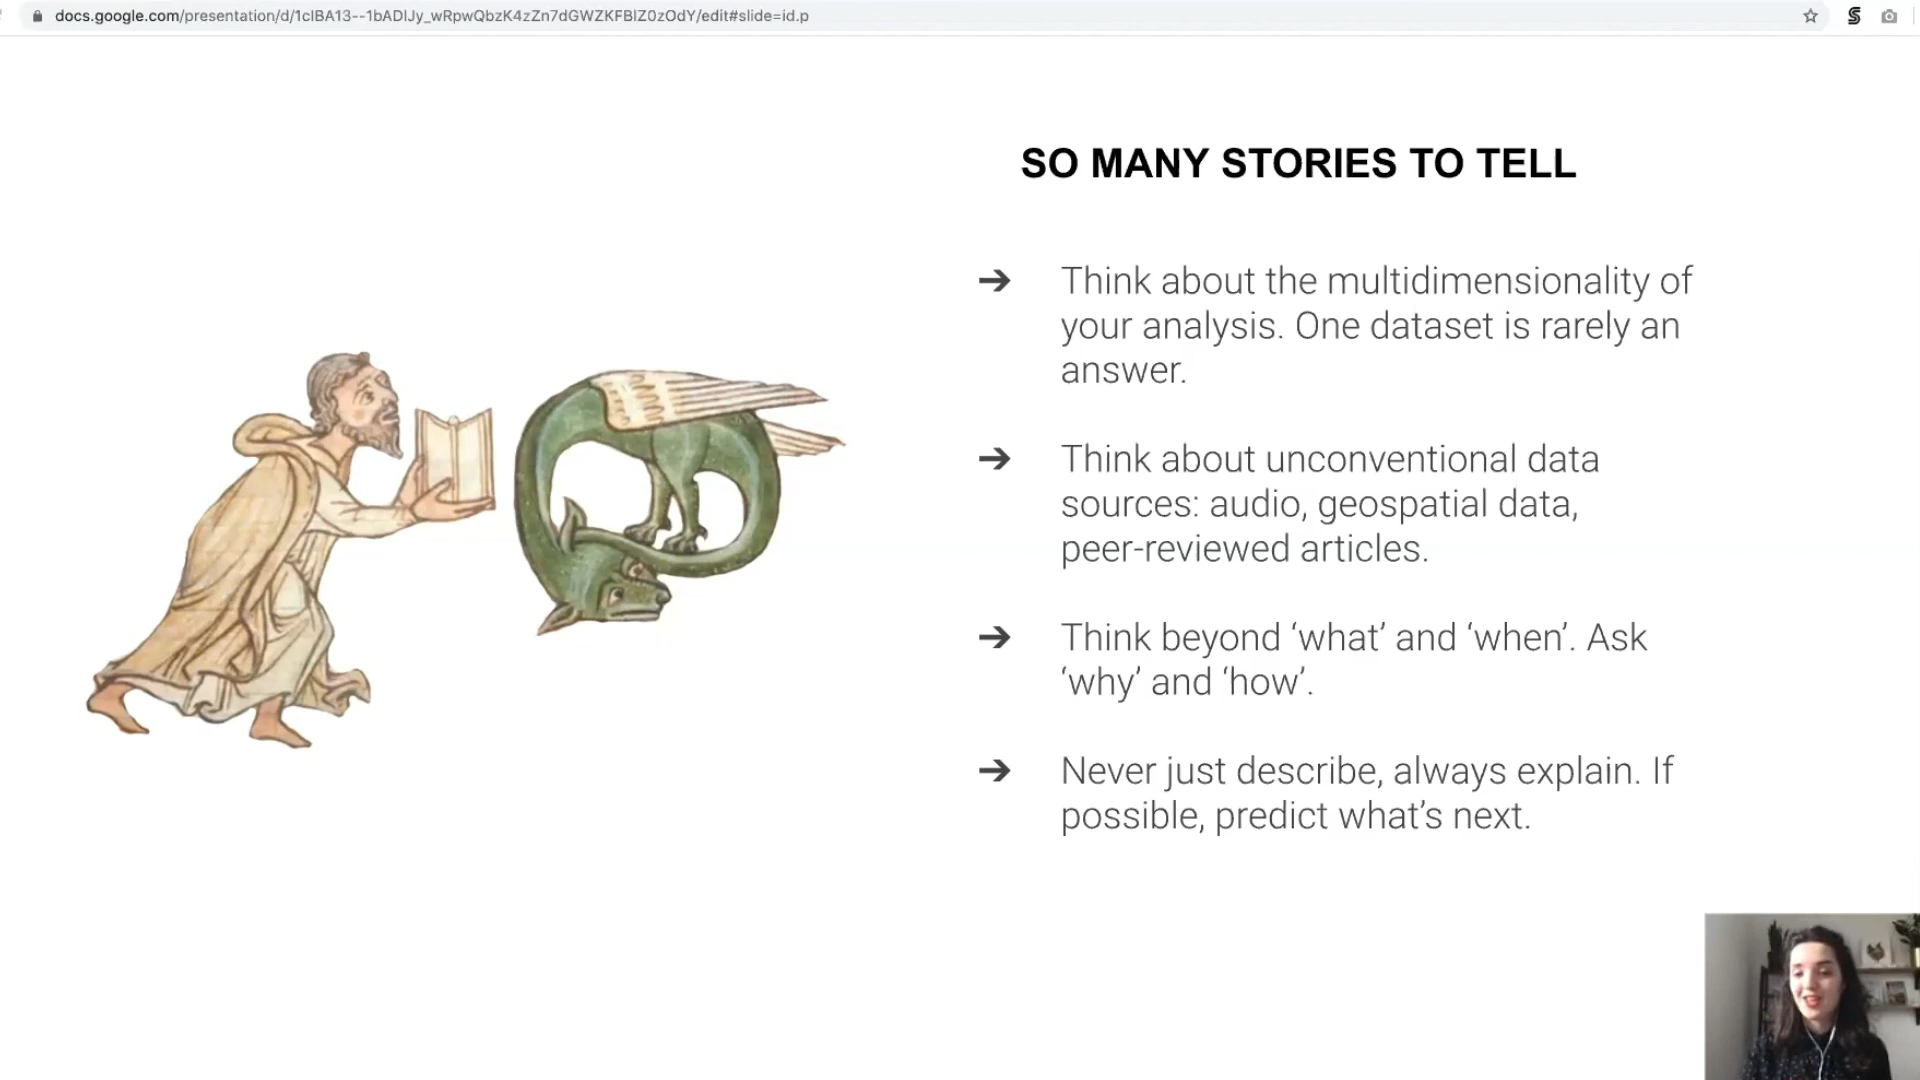 docs.google.com/presentation/d/1cIBA13--1bADIJy_wRpwQbzK4zZn7dGWZKFBIZ0zOdY/edit#slide=id.p
SO MANY STORIES TO TELL
➔ Think about the multidimensionality of
your analysis. One dataset is rarely an
answer.
➔ Think about unconventional data
sources: audio, geospatial data,
peer-reviewed articles.
➔ Think beyond ‘what’ and ‘when’. Ask
‘why’ and ‘how’.
➔ Never just describe, always explain. If
possible, predict what’s next.